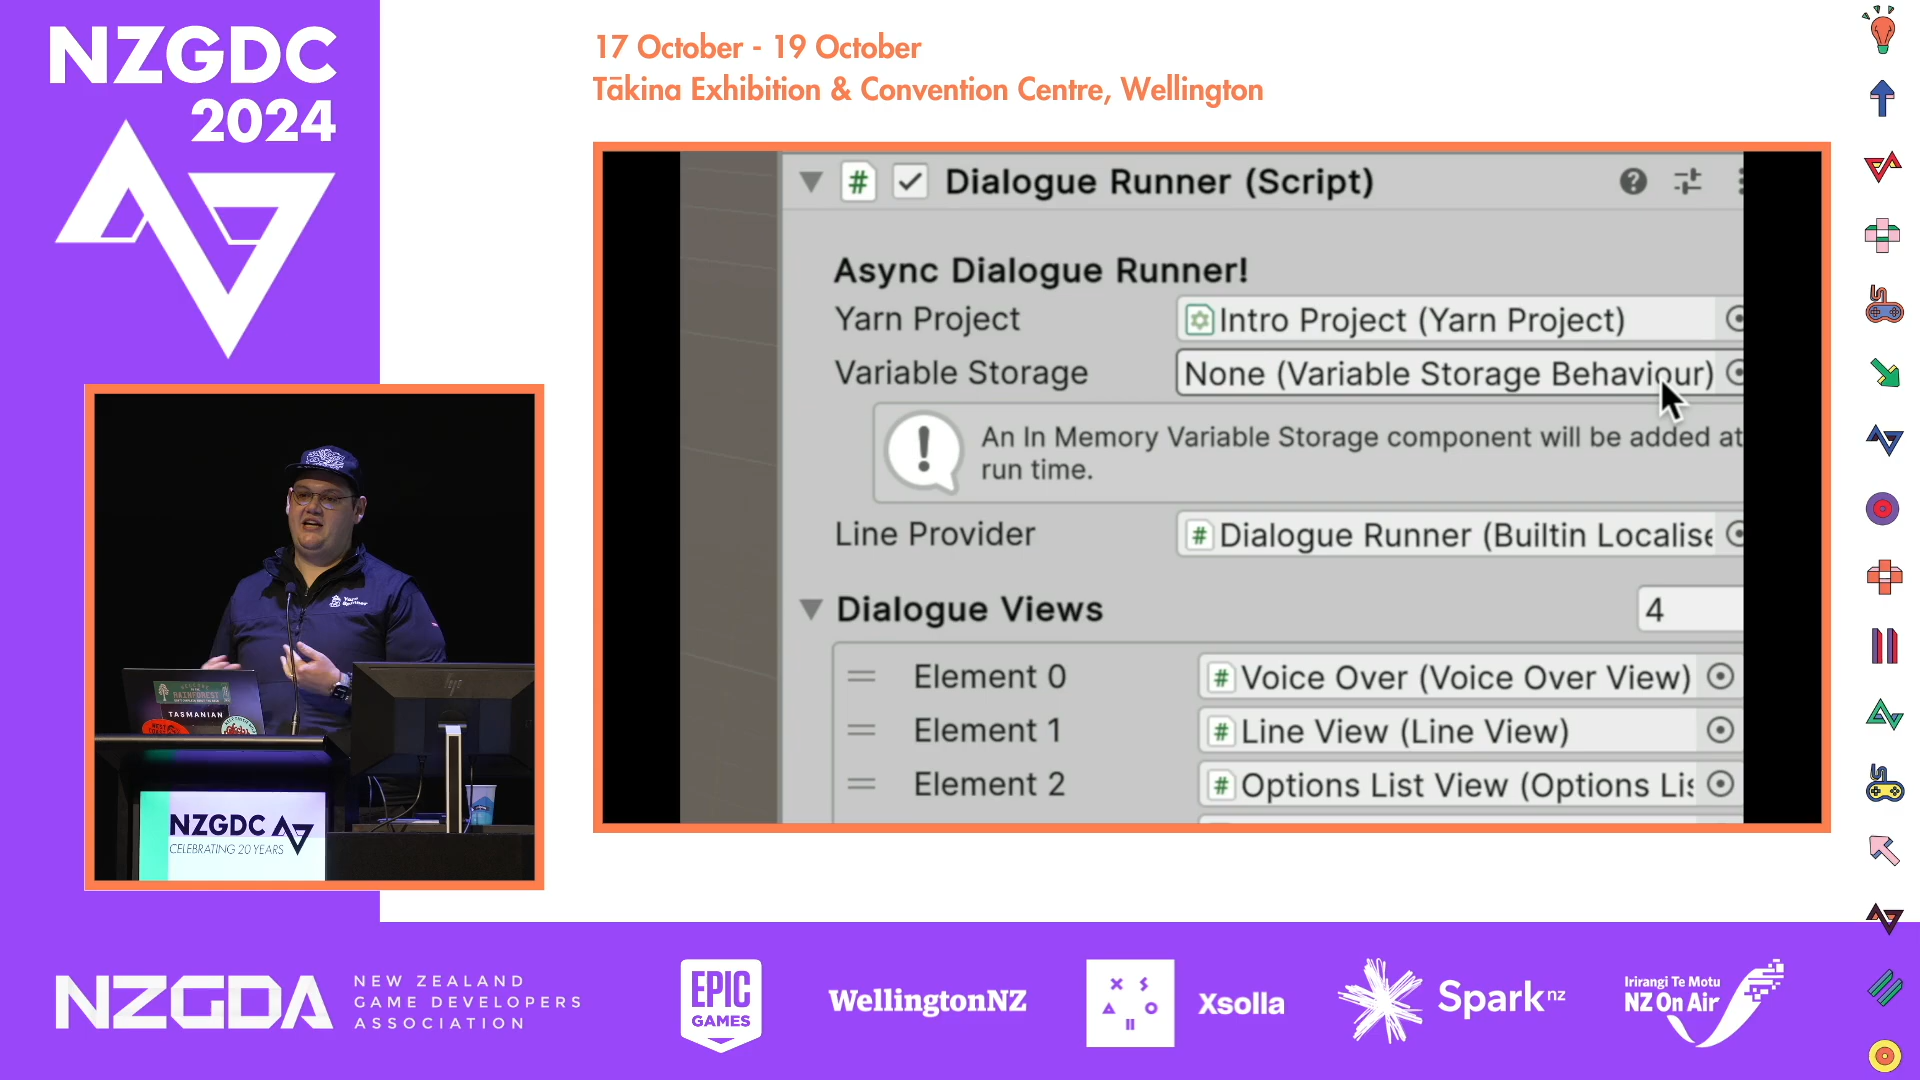 NZGDC
2024
17 October - 19 October
Tākina Exhibition & Convention Centre, Wellington
Dialogue Runner (Script)
Async Dialogue Runner!
Yarn Project
Intro Project (Yarn Project)
Variable Storage
None (Variable Storage Behaviour)
An In Memory Variable Storage component will be added at
run time.
Line Provider
Dialogue Runner (Builtin Localise
Dialogue Views
4
Element 0
Voice Over (Voice Over View)
Element 1
Line View (Line View)
Element 2
Options List View (Options Lis
Yarn
Spinner
RAINFOREST
TASMANIAN
NZGDC
CELEBRATING 20 YEARS
NZGDA
NEW ZEALAND
GAME DEVELOPERS
ASSOCIATION
EPIC
GAMES
WellingtonNZ
Xsolla
Spark nz
Irirangi Te Motu
NZ On Air